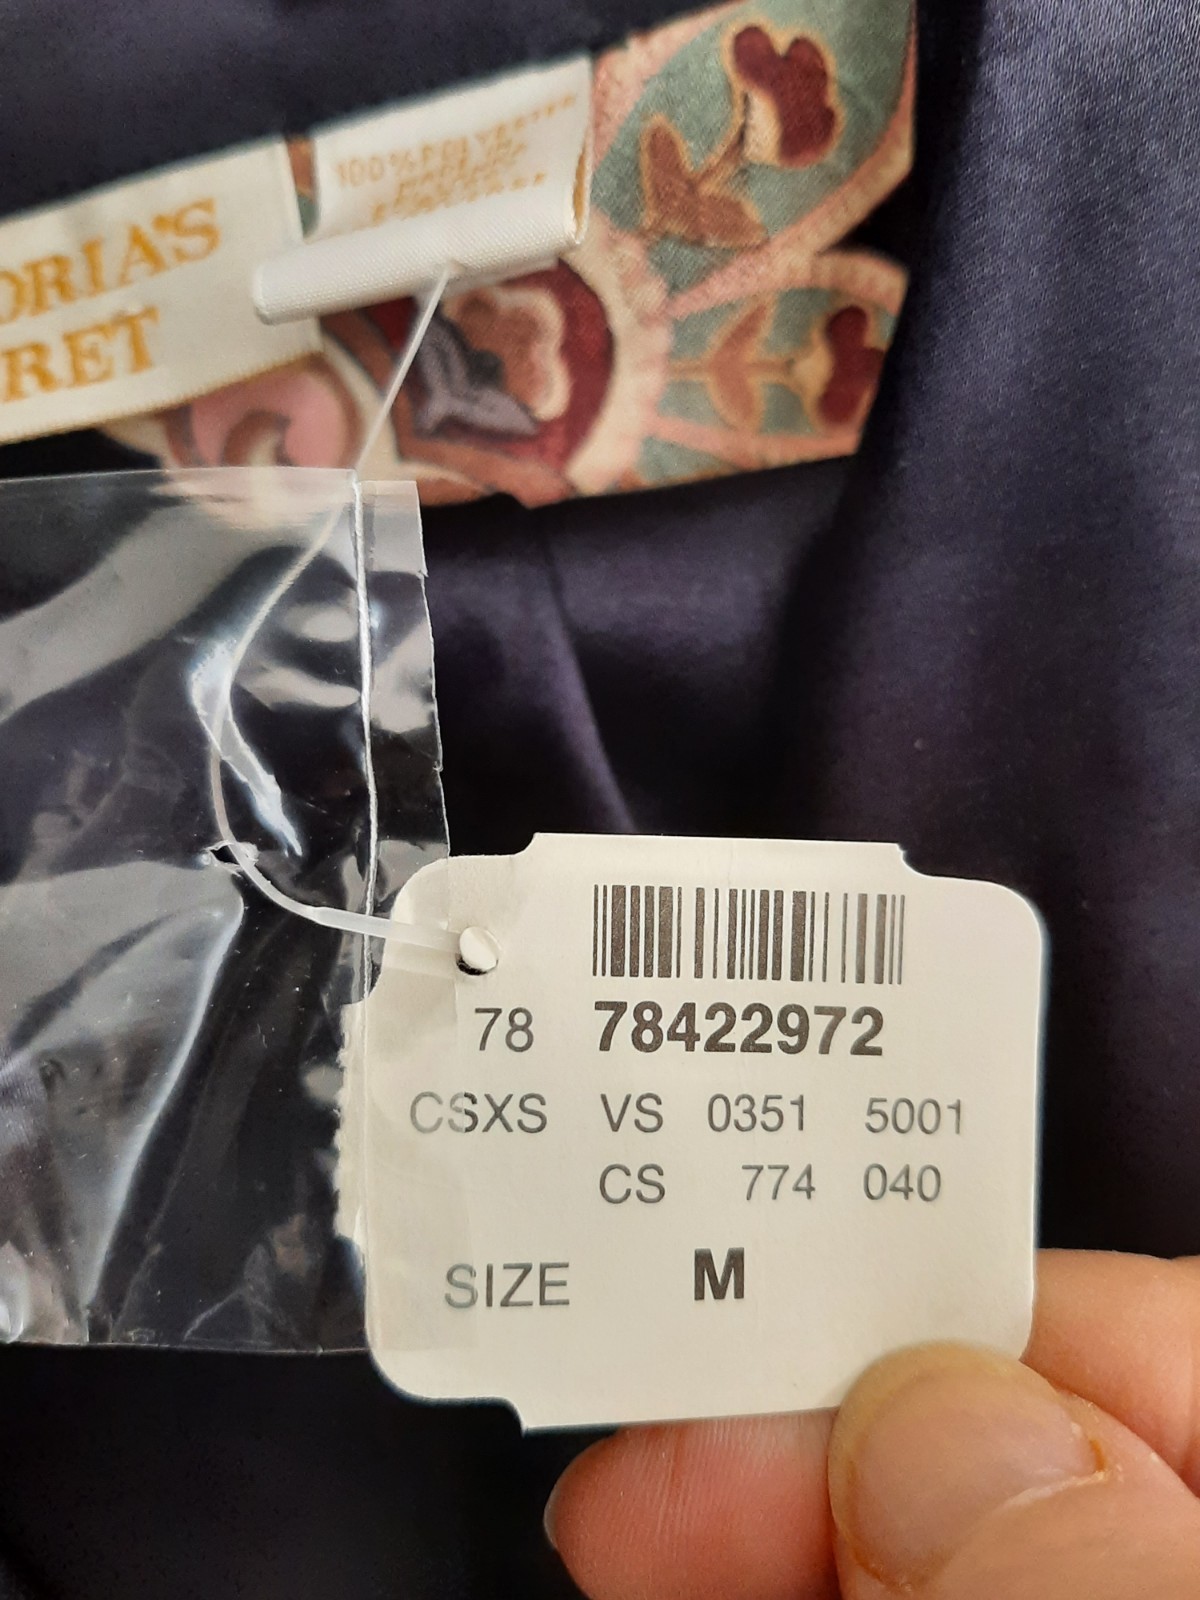 ORIA'S
RET
100% POLYESTER
78 78422972
CSXS VS 0351 5001
CS 774 040
SIZE M